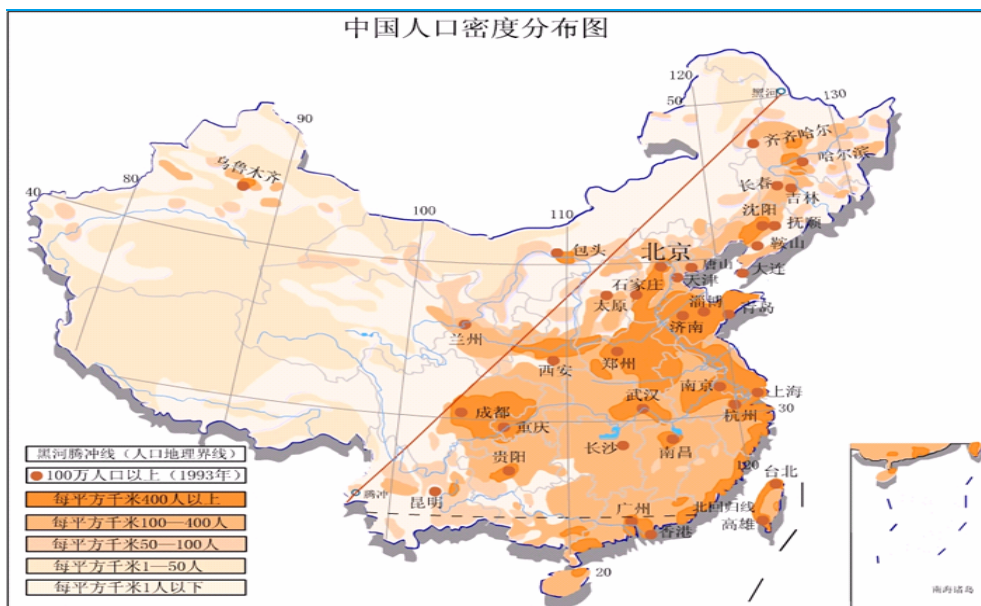 中国人口密度分布图
120
50
黑河
130
90
齐齐哈尔
哈尔滨
乌鲁木齐
80
40
长春
吉林
100
110
沈阳
抚顺
鞍山
包头
北京
唐山
大连
天津
石家庄
太原
淄博
青岛
济南
兰州
西安
郑州
南京
上海
武汉
杭州
30
成都
重庆
长沙
南昌
贵阳
120
台北
腾冲
昆明
广州
北回归线
香港
高雄
20
黑河腾冲线（人口地理界线）
100万人口以上（1993年）
每平方千米400人以上
每平方千米100—400人
每平方千米50—100人
每平方千米1—50人
每平方千米1人以下
南海诸岛